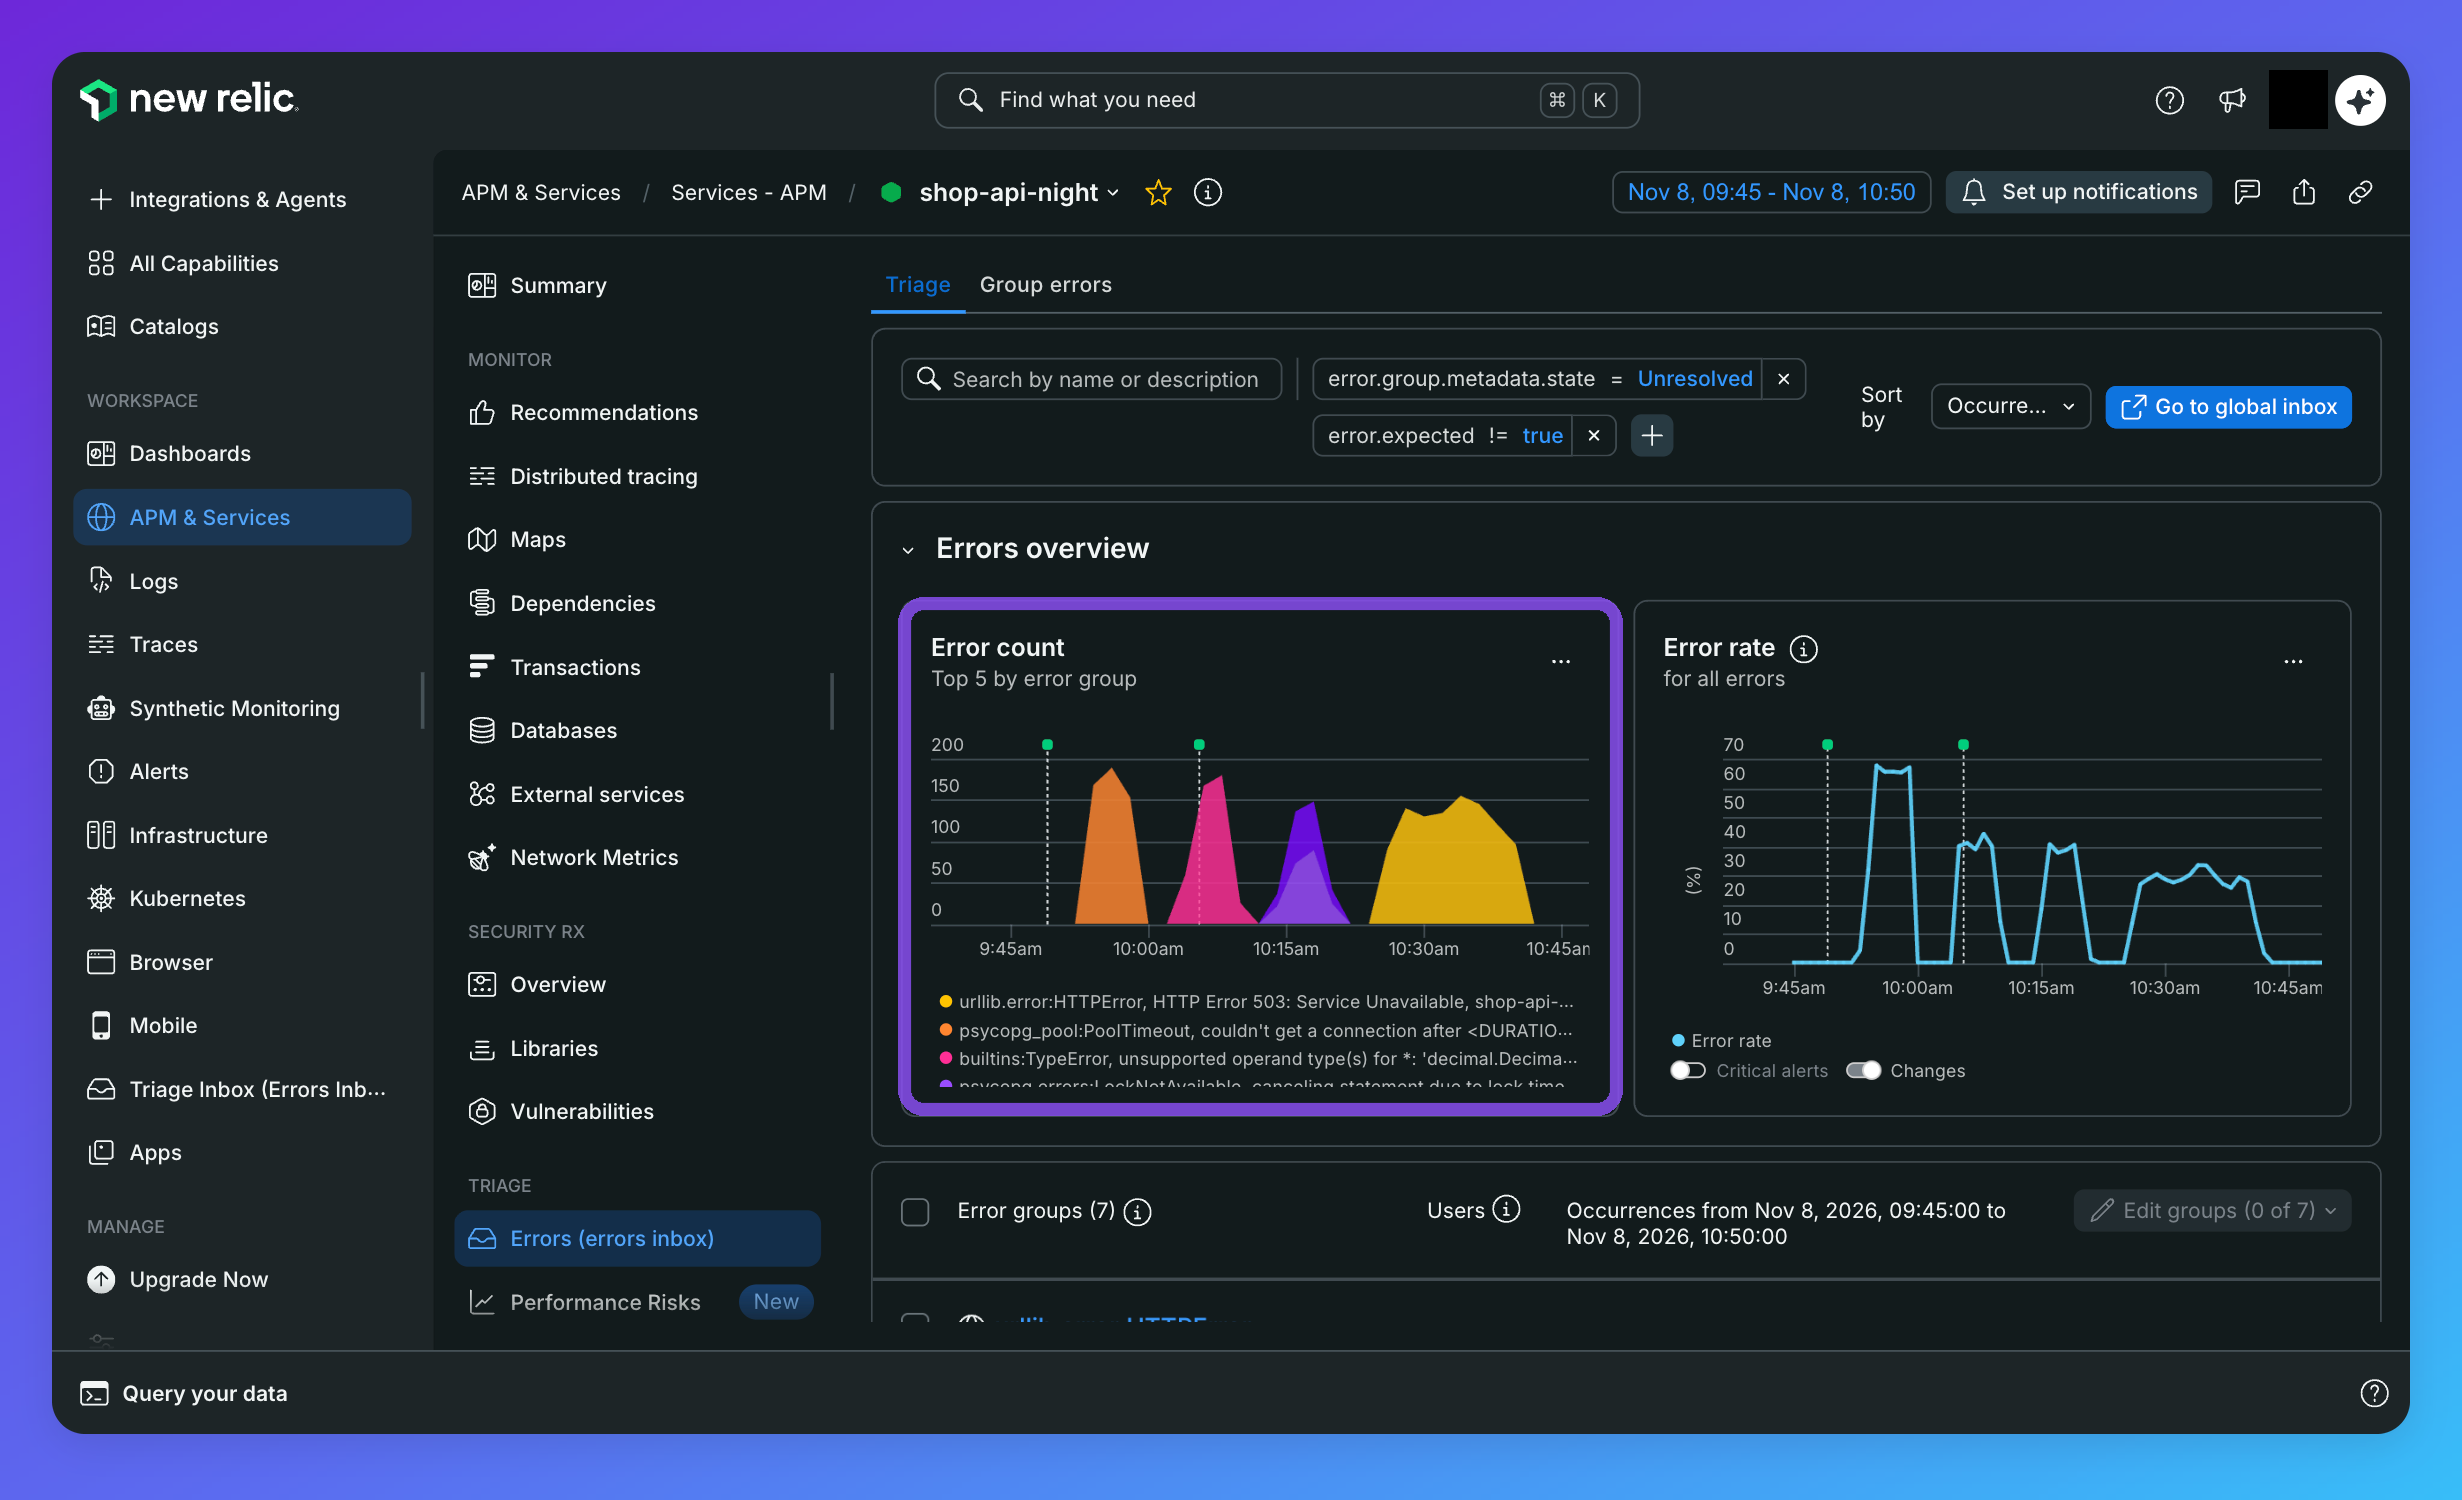 new relic
Find what you need
⌘ K
Integrations & Agents
All Capabilities
Catalogs
WORKSPACE
Dashboards
APM & Services
Logs
Traces
Synthetic Monitoring
Alerts
Infrastructure
Kubernetes
Browser
Mobile
Triage Inbox (Errors Inb...
Apps
MANAGE
Upgrade Now
APM & Services / Services - APM / shop-api-night
Nov 8, 09:45 - Nov 8, 10:50
Set up notifications
Summary
MONITOR
Recommendations
Distributed tracing
Maps
Dependencies
Transactions
Databases
External services
Network Metrics
SECURITY RX
Overview
Libraries
Vulnerabilities
TRIAGE
Errors (errors inbox)
Performance Risks New
Triage Group errors
Search by name or description
error.group.metadata.state = Unresolved
error.expected != true
Sort by
Occurre...
Go to global inbox
Errors overview
Error count
Top 5 by error group
200
150
100
50
0
9:45am 10:00am 10:15am 10:30am 10:45am
urllib.error:HTTPError, HTTP Error 503: Service Unavailable, shop-api-...
psycopg_pool:PoolTimeout, couldn't get a connection after <DURATIO...
builtins:TypeError, unsupported operand type(s) for *: 'decimal.Decima...
psycopg.errors:LockNotAvailable, canceling statement due to lock time
Error rate
for all errors
70
60
50
40
30
20
10
0
(%)
9:45am 10:00am 10:15am 10:30am 10:45am
Error rate
Critical alerts Changes
Error groups (7)
Users
Occurrences from Nov 8, 2026, 09:45:00 to
Nov 8, 2026, 10:50:00
Edit groups (0 of 7)
Query your data